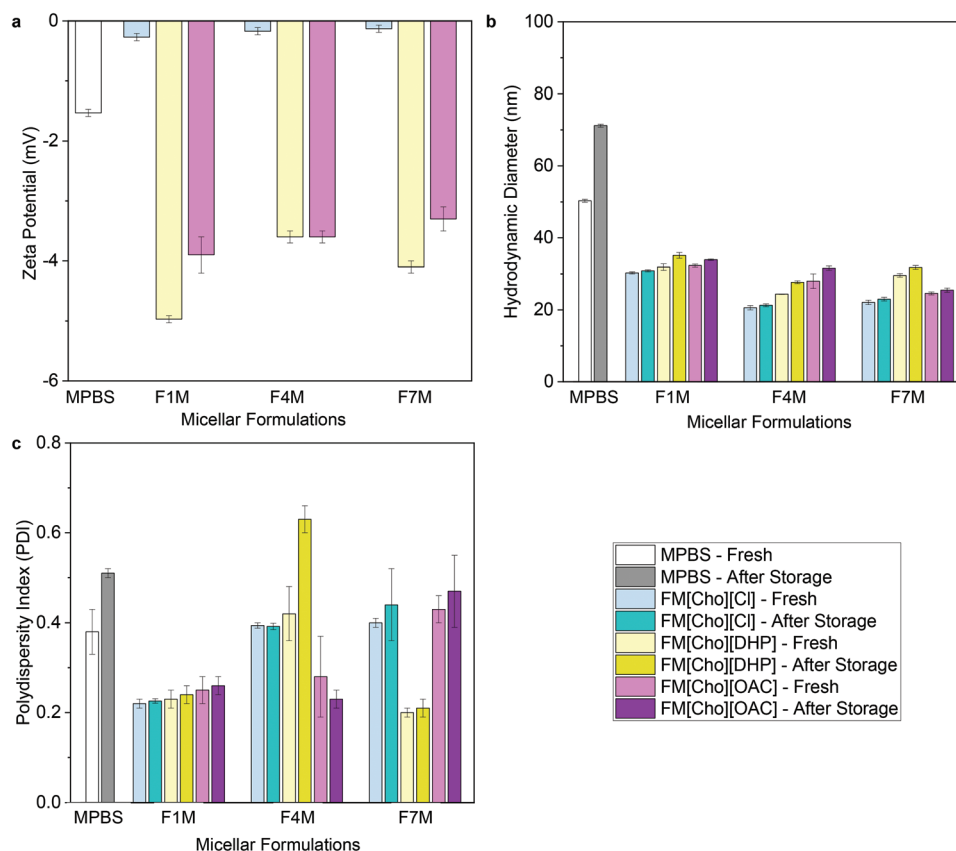 a
0
-2
-4
-6
Zeta Potential (mV)
MPBS F1M F4M F7M
Micellar Formulations
b
100
80
60
40
20
0
Hydrodynamic Diameter (nm)
MPBS F1M F4M F7M
Micellar Formulations
c
0.8
0.6
0.4
0.2
0.0
Polydispersity Index (PDI)
MPBS F1M F4M F7M
Micellar Formulations
MPBS - Fresh
MPBS - After Storage
FM[Cho][Cl] - Fresh
FM[Cho][Cl] - After Storage
FM[Cho][DHP] - Fresh
FM[Cho][DHP] - After Storage
FM[Cho][OAC] - Fresh
FM[Cho][OAC] - After Storage